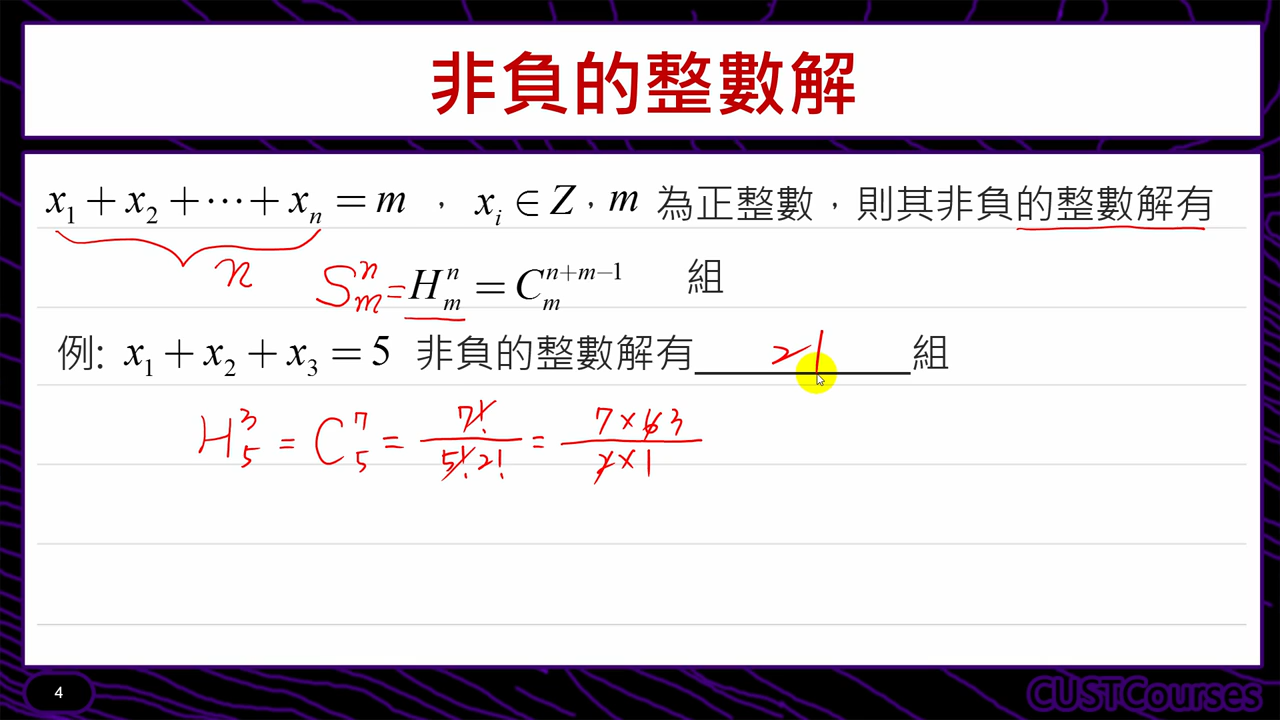 非負的整數解
x₁ + x₂ + ⋯ + xₙ = m ， xᵢ ∈ Z , m 為正整數，則其非負的整數解有
n
Sₘⁿ = Hₘⁿ = Cₘⁿ⁺ᵐ⁻¹ 組
例: x₁ + x₂ + x₃ = 5 非負的整數解有 21 組
H₅³ = C₅⁷ = 7!/5!2! = 7×6 3/2×1
4
CUSTCourses